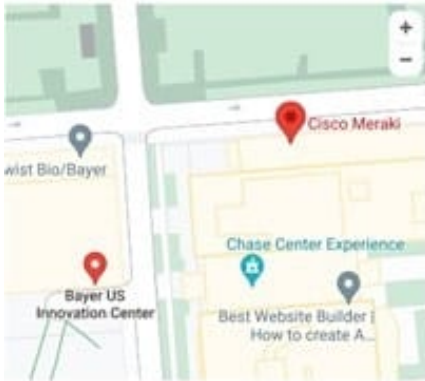 +
−
Cisco Meraki
wist Bio/Bayer
Chase Center Experience
Bayer US
Innovation Center
Best Website Builder |
How to create A...